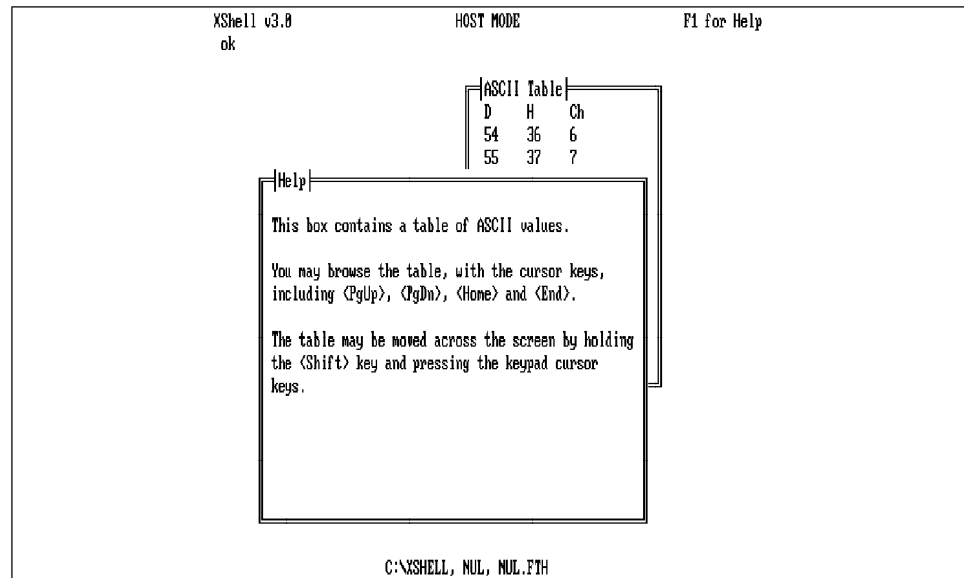 XShell v3.0 HOST MODE F1 for Help
ok
ASCII Table
D H Ch
54 36 6
55 37 7
Help
This box contains a table of ASCII values.
You may browse the table, with the cursor keys,
including <PgUp>, <PgDn>, <Home> and <End>.
The table may be moved across the screen by holding
the <Shift> key and pressing the keypad cursor
keys.
C:\XSHELL, NUL, NUL.FTH